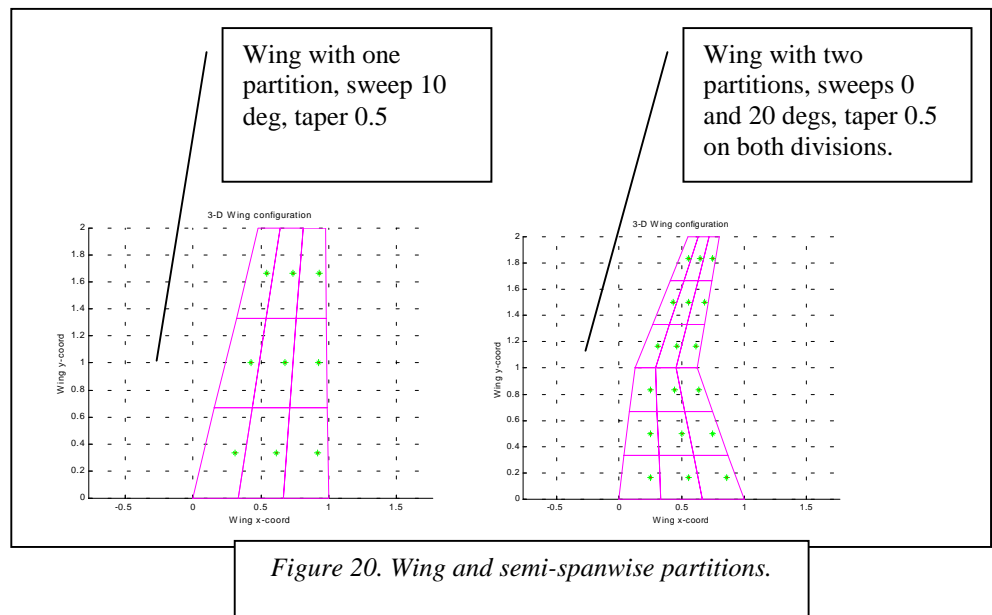 Wing with one
partition, sweep 10
deg, taper 0.5
Wing with two
partitions, sweeps 0
and 20 degs, taper 0.5
on both divisions.
3-D Wing configuration
2
1.8
1.6
1.4
1.2
1
0.8
0.6
0.4
0.2
0
-0.5
0
0.5
1
1.5
Wing y-coord
Wing x-coord
3-D Wing configuration
2
1.8
1.6
1.4
1.2
1
0.8
0.6
0.4
0.2
0
-0.5
0
0.5
1
1.5
Wing y-coord
Wing x-coord
Figure 20. Wing and semi-spanwise partitions.